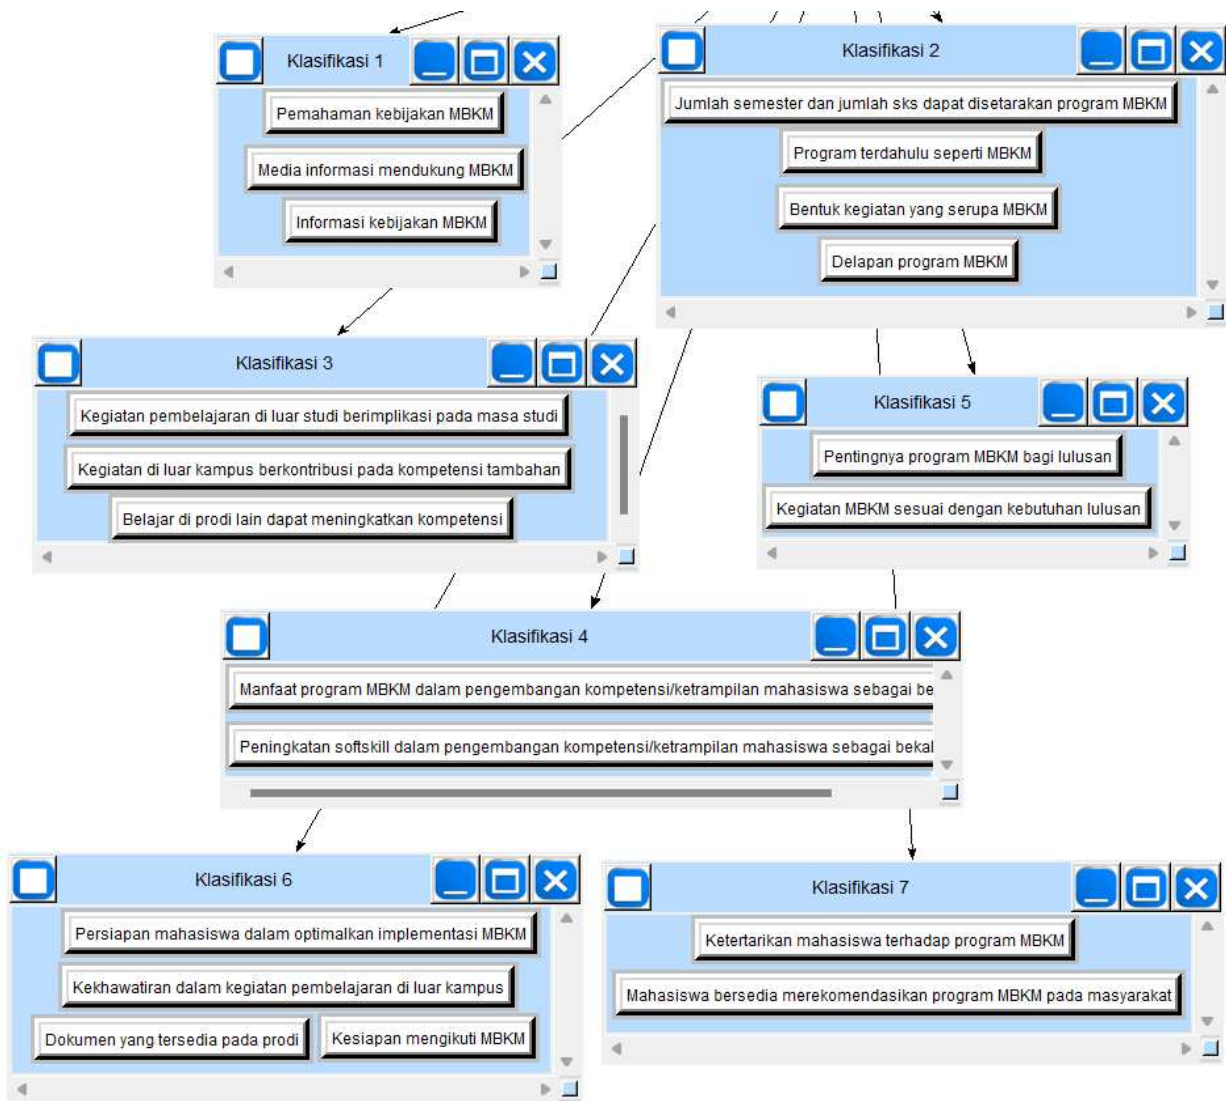 Klasifikasi 1
Pemahaman kebijakan MBKM
Media informasi mendukung MBKM
Informasi kebijakan MBKM
Klasifikasi 2
Jumlah semester dan jumlah sks dapat disetarakan program MBKM
Program terdahulu seperti MBKM
Bentuk kegiatan yang serupa MBKM
Delapan program MBKM
Klasifikasi 3
Kegiatan pembelajaran di luar studi berimplikasi pada masa studi
Kegiatan di luar kampus berkontribusi pada kompetensi tambahan
Belajar di prodi lain dapat meningkatkan kompetensi
Klasifikasi 5
Pentingnya program MBKM bagi lulusan
Kegiatan MBKM sesuai dengan kebutuhan lulusan
Klasifikasi 4
Manfaat program MBKM dalam pengembangan kompetensi/ketrampilan mahasiswa sebagai be
Peningkatan softskill dalam pengembangan kompetensi/ketrampilan mahasiswa sebagai bekal
Klasifikasi 6
Persiapan mahasiswa dalam optimalkan implementasi MBKM
Kekhawatiran dalam kegiatan pembelajaran di luar kampus
Dokumen yang tersedia pada prodi
Kesiapan mengikuti MBKM
Klasifikasi 7
Ketertarikan mahasiswa terhadap program MBKM
Mahasiswa bersedia merekomendasikan program MBKM pada masyarakat